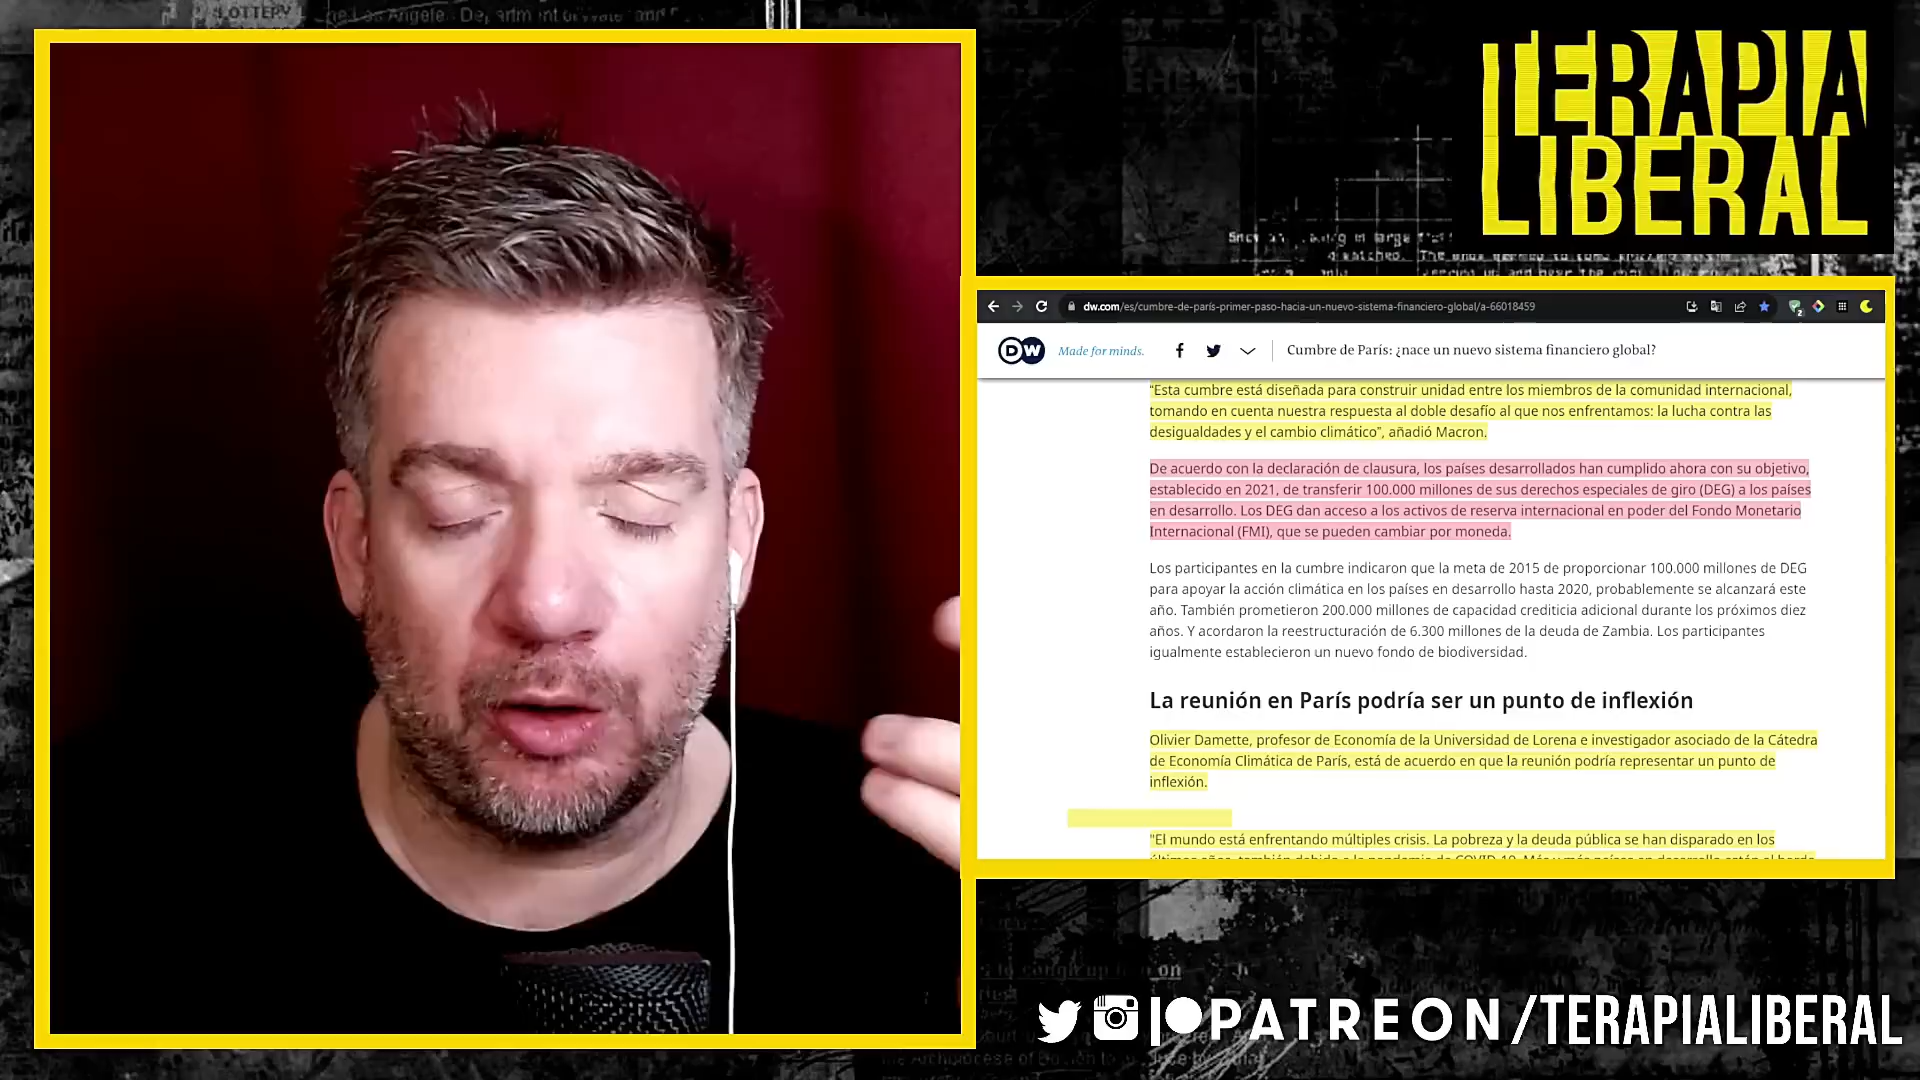 TERAPIA
LIBERAL
dw.com/es/cumbre-de-parís-primer-paso-hacia-un-nuevo-sistema-financiero-global/a-66018459
2
DW Made for minds.
Cumbre de París: ¿nace un nuevo sistema financiero global?
"Esta cumbre está diseñada para construir unidad entre los miembros de la comunidad internacional,
tomando en cuenta nuestra respuesta al doble desafío al que nos enfrentamos: la lucha contra las
desigualdades y el cambio climático", añadió Macron.
De acuerdo con la declaración de clausura, los países desarrollados han cumplido ahora con su objetivo,
establecido en 2021, de transferir 100.000 millones de sus derechos especiales de giro (DEG) a los países
en desarrollo. Los DEG dan acceso a los activos de reserva internacional en poder del Fondo Monetario
Internacional (FMI), que se pueden cambiar por moneda.
Los participantes en la cumbre indicaron que la meta de 2015 de proporcionar 100.000 millones de DEG
para apoyar la acción climática en los países en desarrollo hasta 2020, probablemente se alcanzará este
año. También prometieron 200.000 millones de capacidad crediticia adicional durante los próximos diez
años. Y acordaron la reestructuración de 6.300 millones de la deuda de Zambia. Los participantes
igualmente establecieron un nuevo fondo de biodiversidad.
La reunión en París podría ser un punto de inflexión
Olivier Damette, profesor de Economía de la Universidad de Lorena e investigador asociado de la Cátedra
de Economía Climática de París, está de acuerdo en que la reunión podría representar un punto de
inflexión.
"El mundo está enfrentando múltiples crisis. La pobreza y la deuda pública se han disparado en los
PATREON/TERAPIALIBERAL